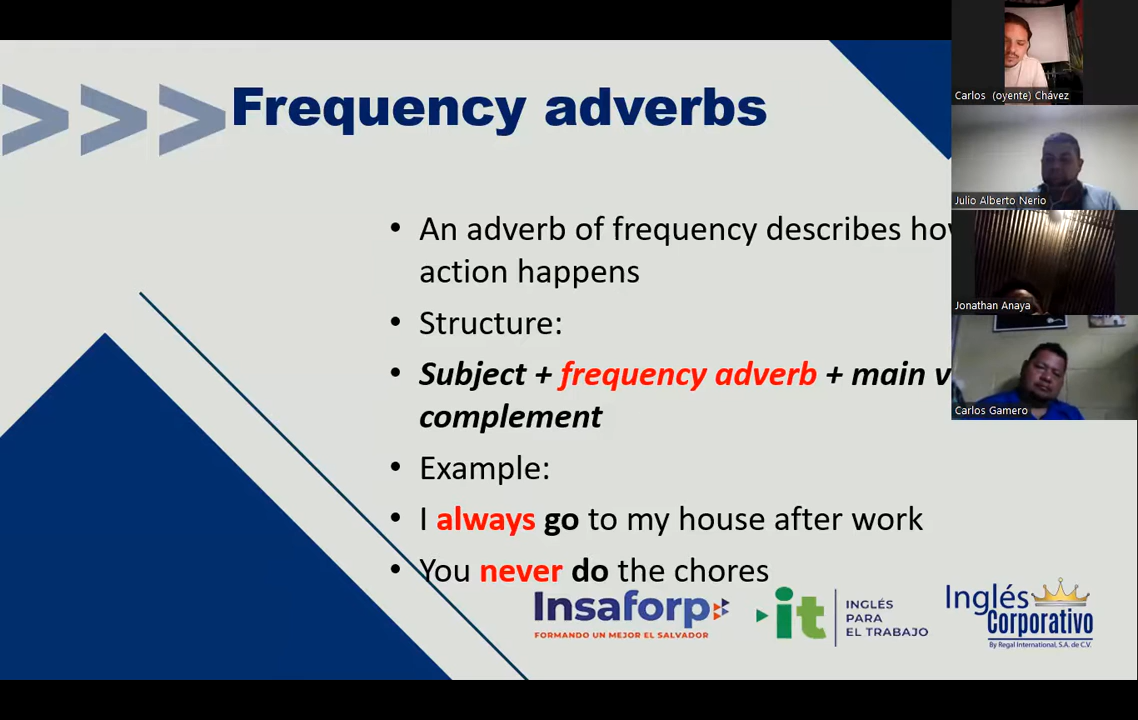 Frequency adverbs
An adverb of frequency describes
action happens
Structure:
Subject + frequency adverb + main
complement
Example:
I always go to my house after work
You never do the chores
Insaforp
FORMANDO UN MEJOR EL SALVADOR
it
INGLÉS
PARA
EL TRABAJO
Inglés
Corporativo
By Regal International, S.A. de C.V.
Carlos (oyente) Chávez
Julio Alberto Nerio
Jonathan Anaya
Carlos Gamero